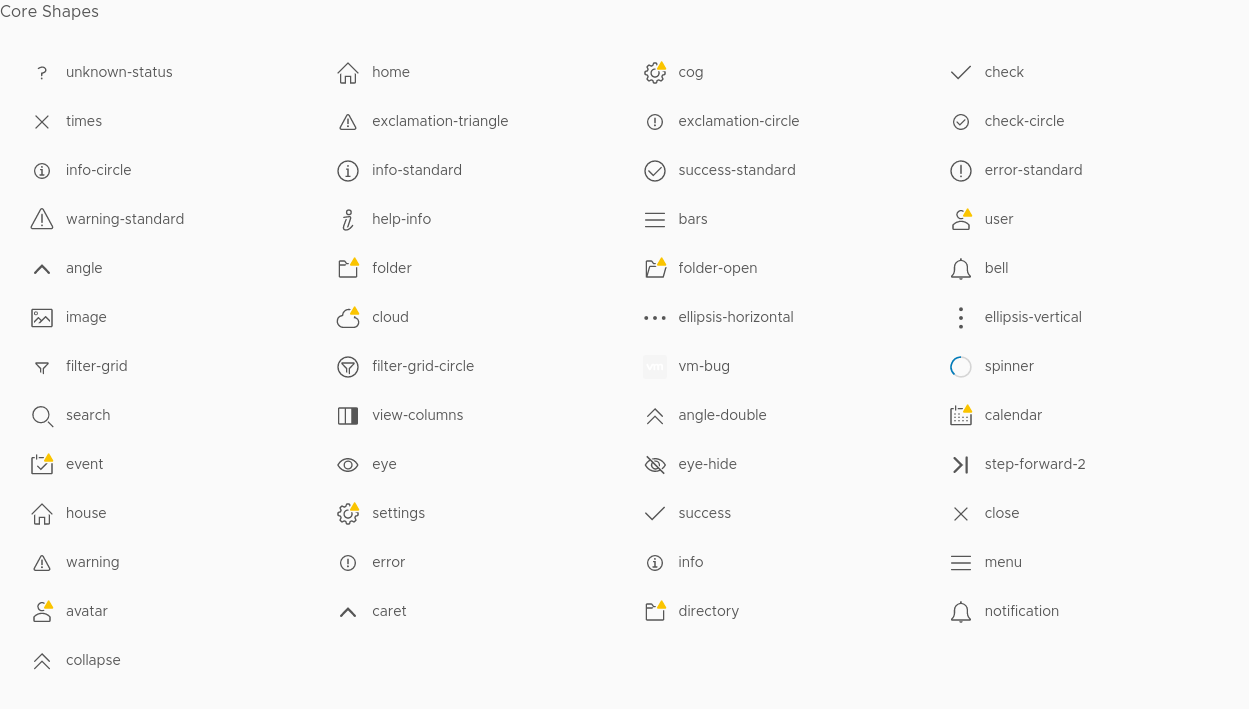 Core Shapes
? unknown-status home cog check
times exclamation-triangle exclamation-circle check-circle
info-circle info-standard success-standard error-standard
warning-standard help-info bars user
angle folder folder-open bell
image cloud ellipsis-horizontal ellipsis-vertical
filter-grid filter-grid-circle vm vm-bug spinner
search view-columns angle-double calendar
event eye eye-hide step-forward-2
house settings success close
warning error info menu
avatar caret directory notification
collapse